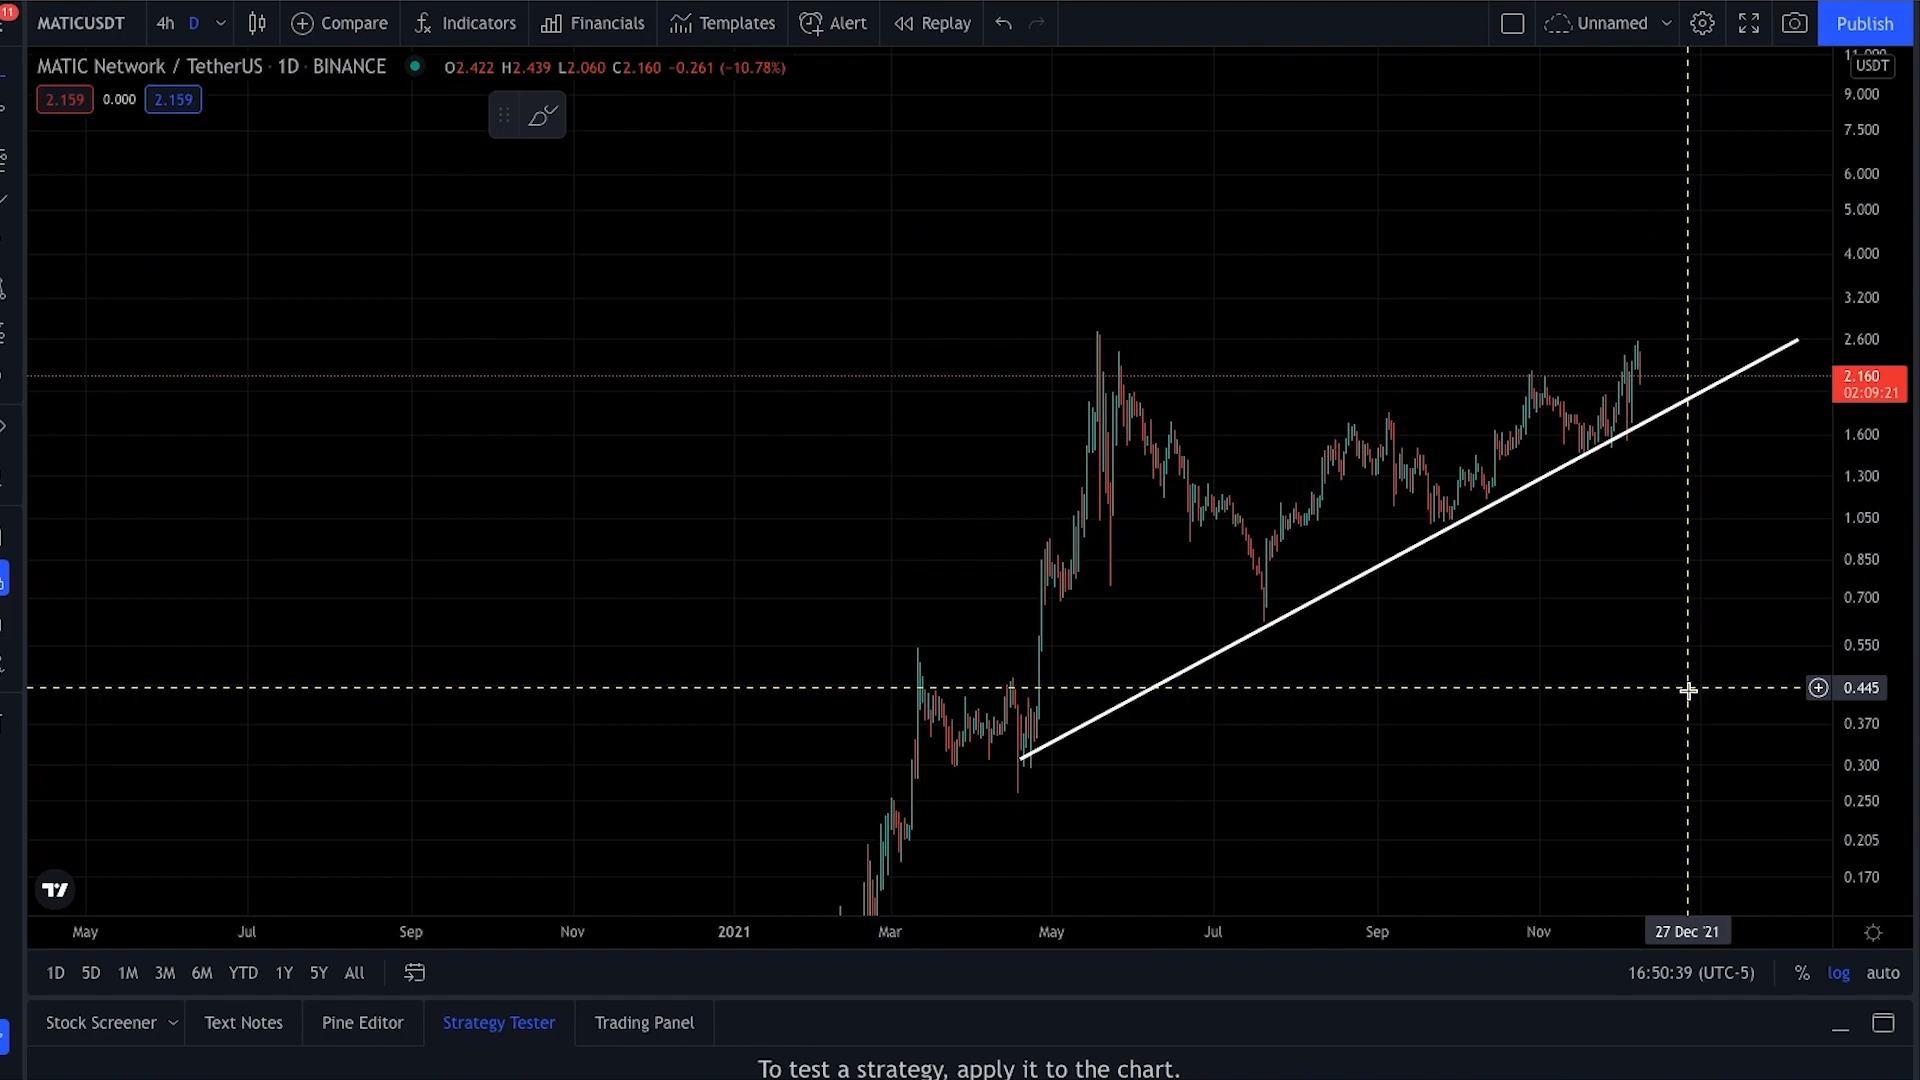 11
MATICUSDT 4h D Compare Indicators Financials Templates Alert Replay Unnamed Publish
MATIC Network / TetherUS · 1D · BINANCE O2.422 H2.439 L2.060 C2.160 -0.261 (-10.78%)
2.159 0.000 2.159
11.000
USDT
9.000
7.500
6.000
5.000
4.000
3.200
2.600
2.160
02:09:21
1.600
1.300
1.050
0.850
0.700
0.550
0.445
0.370
0.300
0.250
0.205
0.170
May Jul Sep Nov 2021 Mar May Jul Sep Nov 27 Dec '21
1D 5D 1M 3M 6M YTD 1Y 5Y All 16:50:39 (UTC-5) % log auto
Stock Screener Text Notes Pine Editor Strategy Tester Trading Panel
To test a strategy, apply it to the chart.